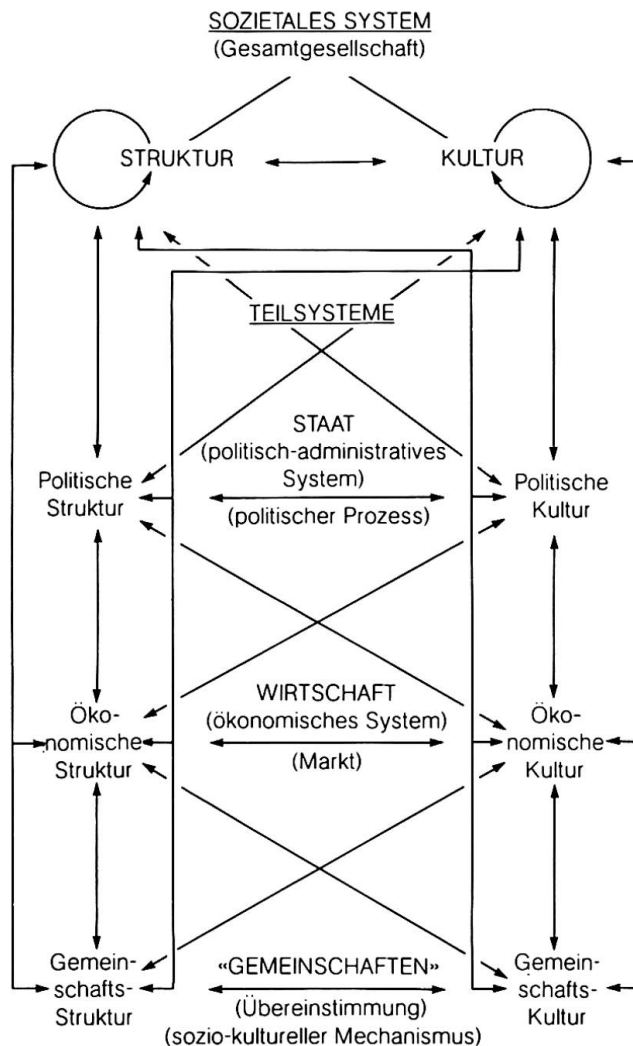 SOZIETALES SYSTEM
(Gesamtgesellschaft)
STRUKTUR
KULTUR
TEILSYSTEME
STAAT
(politisch-administratives
System)
(politischer Prozess)
Politische
Struktur
Politische
Kultur
WIRTSCHAFT
(ökonomisches System)
(Markt)
Öko-
nomische
Struktur
Öko-
nomische
Kultur
«GEMEINSCHAFTEN»
(Übereinstimmung)
(sozio-kultureller Mechanismus)
Gemein-
schafts-
Struktur
Gemein-
schafts-
Kultur